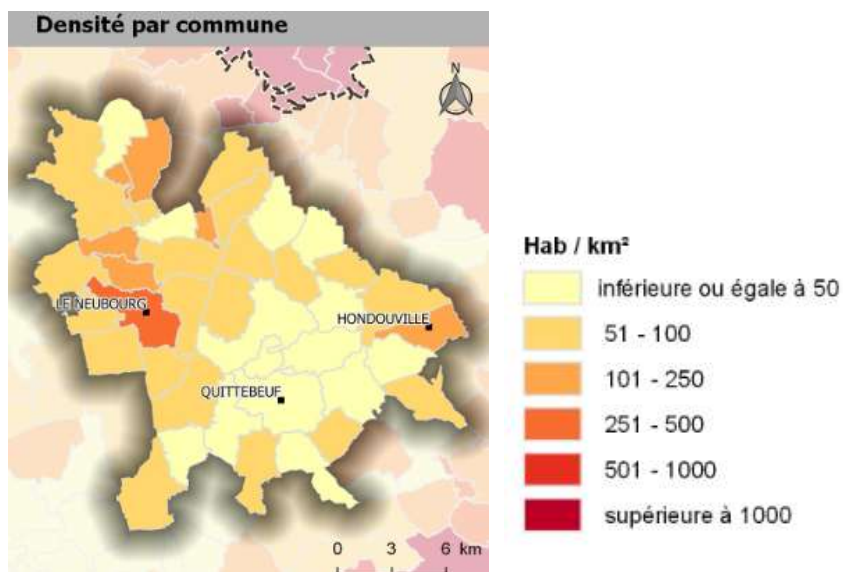 Densité par commune
N
LE NEUBOURG
HONDOUVILLE
QUITTEBEUF
0 3 6 km
Hab / km²
inférieure ou égale à 50
51 - 100
101 - 250
251 - 500
501 - 1000
supérieure à 1000